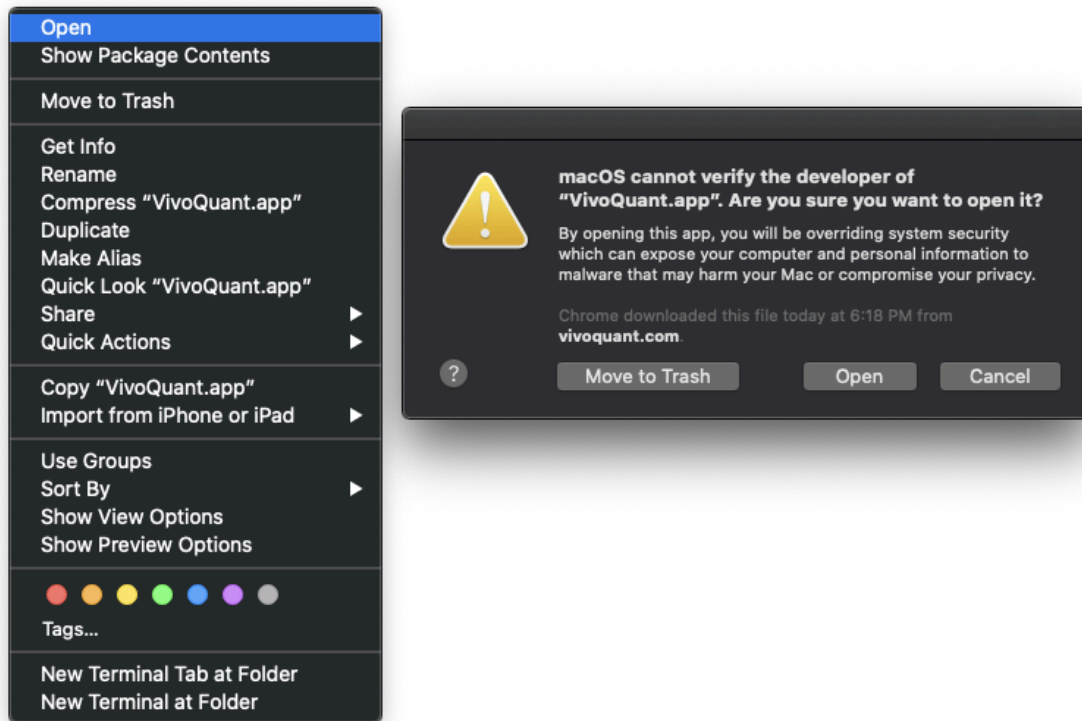 Open
Show Package Contents
Move to Trash
Get Info
Rename
Compress “VivoQuant.app”
Duplicate
Make Alias
Quick Look “VivoQuant.app”
Share
Quick Actions
Copy “VivoQuant.app”
Import from iPhone or iPad
Use Groups
Sort By
Show View Options
Show Preview Options
Tags...
New Terminal Tab at Folder
New Terminal at Folder
macOS cannot verify the developer of
“VivoQuant.app”. Are you sure you want to open it?
By opening this app, you will be overriding system security
which can expose your computer and personal information to
malware that may harm your Mac or compromise your privacy.
Chrome downloaded this file today at 6:18 PM from
vivoquant.com.
?
Move to Trash
Open
Cancel